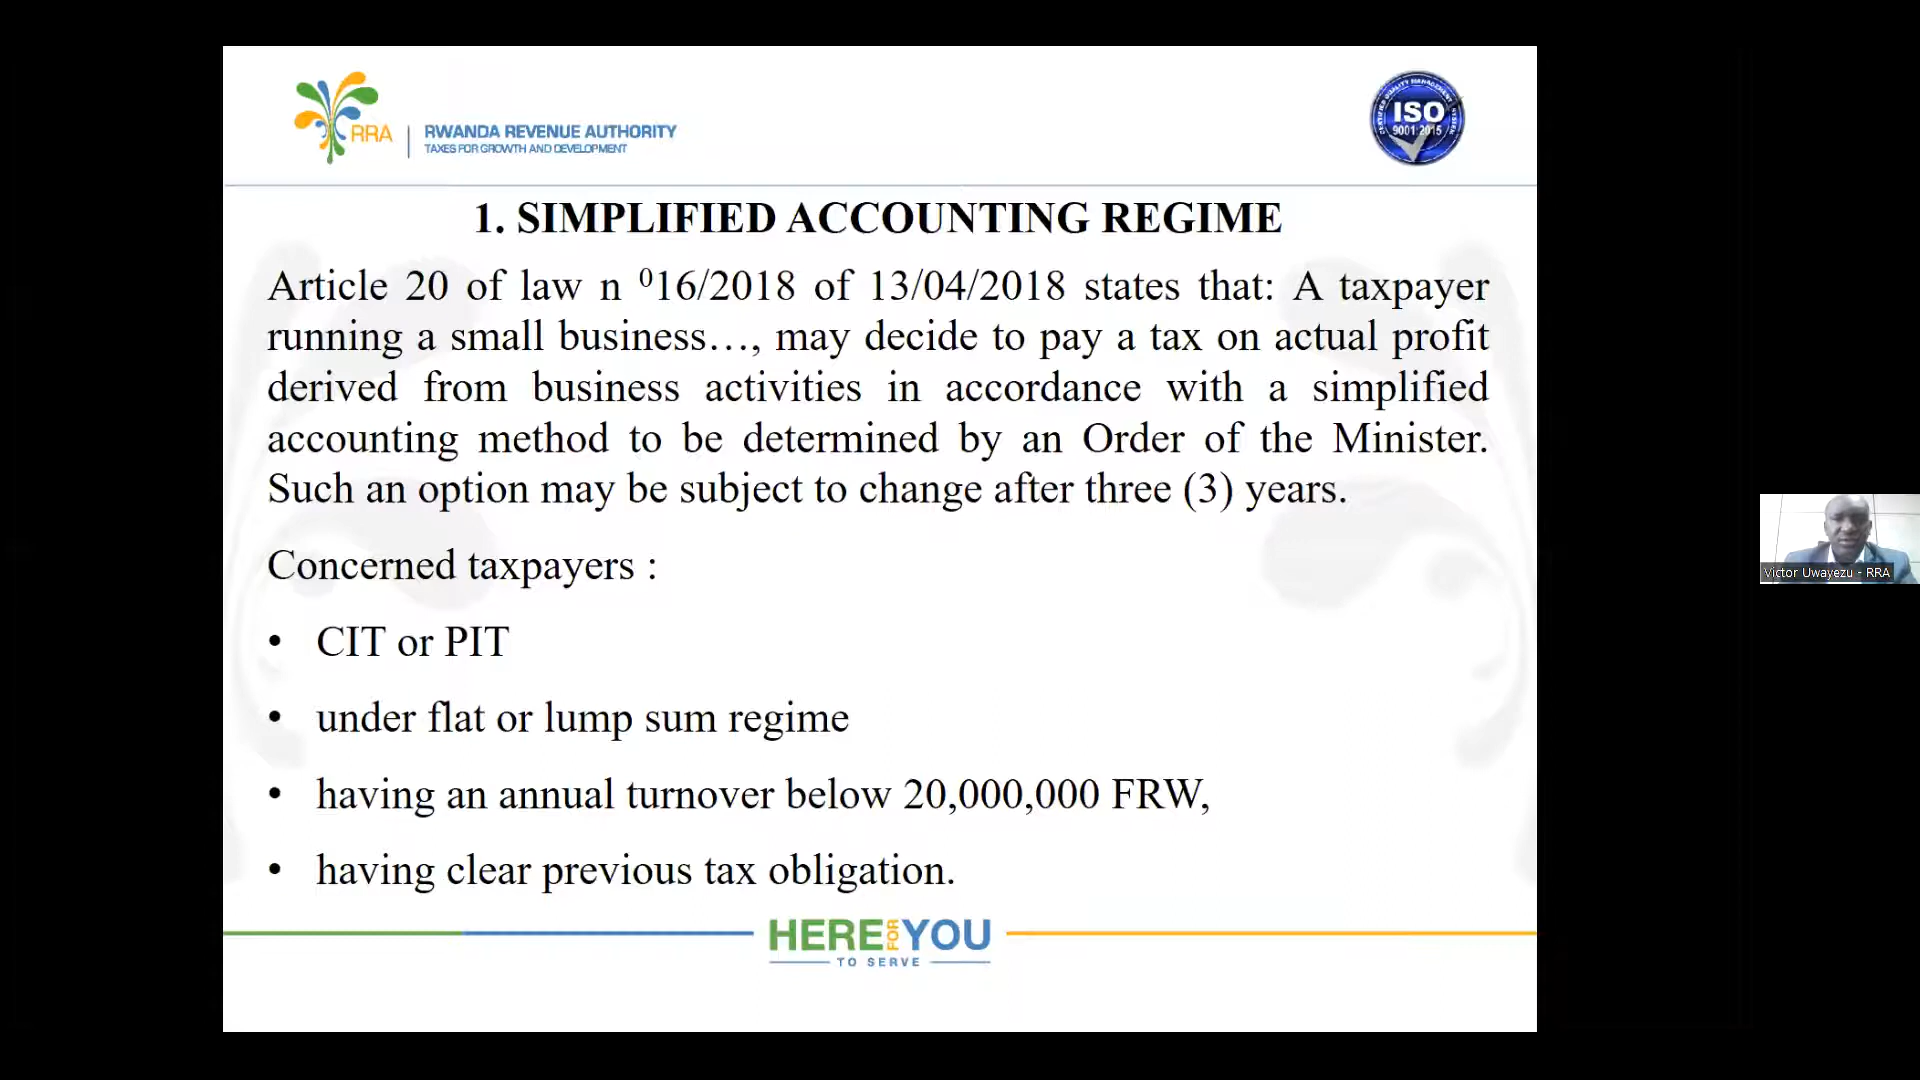 RRA
RWANDA REVENUE AUTHORITY
TAXES FOR GROWTH AND DEVELOPMENT
CERTIFIED QUALITY MANAGEMENT SYSTEM
ISO
9001:2015
1. SIMPLIFIED ACCOUNTING REGIME
Article 20 of law n ⁰16/2018 of 13/04/2018 states that: A taxpayer
running a small business…, may decide to pay a tax on actual profit
derived from business activities in accordance with a simplified
accounting method to be determined by an Order of the Minister.
Such an option may be subject to change after three (3) years.
Concerned taxpayers :
• CIT or PIT
• under flat or lump sum regime
• having an annual turnover below 20,000,000 FRW,
• having clear previous tax obligation.
HERE FOR YOU
TO SERVE
Victor Uwayezu - RRA